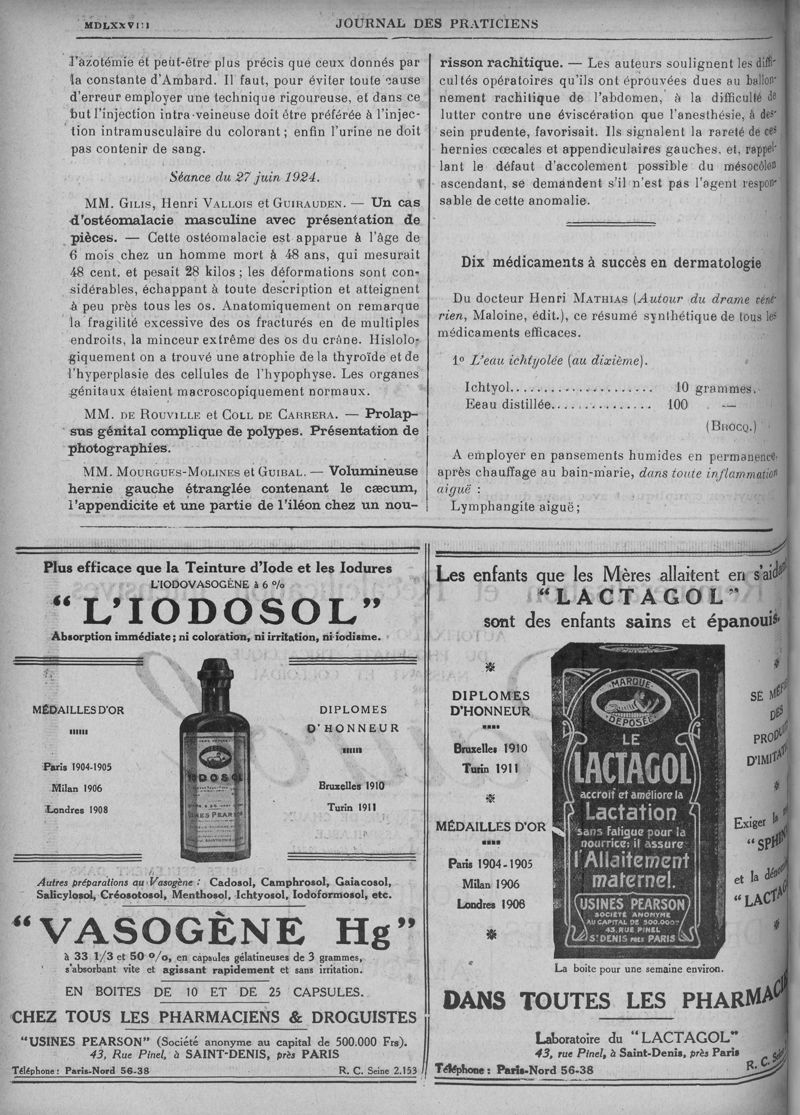 MDLXXVIII
JOURNAL DES PRATICIENS
l'azotémie et peut-être plus précis que ceux donnés par
la constante d'Ambard. Il faut, pour éviter toute cause
d'erreur employer une technique rigoureuse, et dans ce
but l'injection intra-veineuse doit être préférée à l'injec-
tion intramusculaire du colorant ; enfin l'urine ne doit
pas contenir de sang.
Séance du 27 juin 1924.
MM. GILIS, Henri VALLOIS et GUIRAUDEN. — Un cas
d'ostéomalacie masculine avec présentation de
pièces. — Cette ostéomalacie est apparue à l'âge de
6 mois chez un homme mort à 48 ans, qui mesurait
48 cent. et pesait 28 kilos ; les déformations sont con-
sidérables, échappant à toute description et atteignent
à peu près tous les os. Anatomiquement on remarque
la fragilité excessive des os fracturés en de multiples
endroits, la minceur extrême des os du crâne. Hislolo-
giquement on a trouvé une atrophie de la thyroïde et de
l'hyperplasie des cellules de l'hypophyse. Les organes
génitaux étaient macroscopiquement normaux.
MM. DE ROUVILLE et COLL DE CARRERA. — Prolap-
sus génital complique de polypes. Présentation de
photographies.
MM. MOURGUES-MOLINES et GUIBAL. — Volumineuse
hernie gauche étranglée contenant le cæcum,
l'appendicite et une partie de l'iléon chez un nou-
risson rachitique. — Les auteurs soulignent les diffi-
cultés opératoires qu'ils ont éprouvées dues au ballon-
nement rachitique de l'abdomen, à la difficulté de
lutter contre une éviscération que l'anesthésie, à des-
sein prudente, favorisait. Ils signalent la rareté de ces
hernies cœcales et appendiculaires gauches, et, rappel-
lant le défaut d'accolement possible du mésocôlon
ascendant, se demandent s'il n'est pas l'agent respon-
sable de cette anomalie.
Dix médicaments à succès en dermatologie
Du docteur Henri MATHIAS (Autour du drame véné-
rien, Maloine, édit.), ce résumé synthétique de tous les
médicaments efficaces.
1º L'eau ichtyolée (au dixième).
Ichtyol..................... 10 grammes.
Eeau distillée.............. 100 —
(BROCQ.)
A employer en pansements humides en permanence
après chauffage au bain-marie, dans toute inflammation
aiguë :
Lymphangite aiguë ;
Plus efficace que la Teinture d'Iode et les Iodures
L'IODOVASOGÈNE à 6 %
“ L'IODOSOL”
Absorption immédiate ; ni coloration, ni irritation, ni iodisme.
MÉDAILLES D'OR
Paris 1904-1905
Milan 1906
Londres 1908
IODOSOL
USINES PEARSON
DIPLOMES
D'HONNEUR
Bruxelles 1910
Turin 1911
Autres préparations au Vasogène : Cadosol, Camphrosol, Gaiacosol,
Salicylosol, Créosotosol, Menthosol, Ichtyosol, Iodoformosol, etc.
“VASOGÈNE Hg”
à 33 1/3 et 50 %, en capsules gélatineuses de 3 grammes,
s'absorbant vite et agissant rapidement et sans irritation.
EN BOITES DE 10 ET DE 25 CAPSULES.
CHEZ TOUS LES PHARMACIENS & DROGUISTES
"USINES PEARSON" (Société anonyme au capital de 500.000 Frs).
43, Rue Pinel, à SAINT-DENIS, près PARIS
Téléphone : Paris-Nord 56-38 R. C. Seine 2.153
Les enfants que les Mères allaitent en s'aidant
“LACTAGOL”
sont des enfants sains et épanouis.
DIPLOMES
D'HONNEUR
Bruxelles 1910
Turin 1911
MÉDAILLES D'OR
Paris 1904-1905
Milan 1906
Londres 1908
MARQUE
DÉPOSÉE
LE
LACTAGOL
accroit et améliore la
Lactation
sans fatigue pour la
nourrice: il assure
l'Allaitement
maternel.
USINES PEARSON
SOCIÉTÉ ANONYME
AU CAPITAL DE 500.000F
43, RUE PINEL
ST DENIS PRÈS PARIS
SE MÉF
DES
PRODU
D'IMITAT
Exiger la
“SPHIN
et la déno
“LACTAG
La boite pour une semaine environ.
DANS TOUTES LES PHARMACI
Laboratoire du "LACTAGOL"
43, rue Pinel, à Saint-Denis, près Paris
Téléphone : Paris-Nord 56-38
R. C. Sei